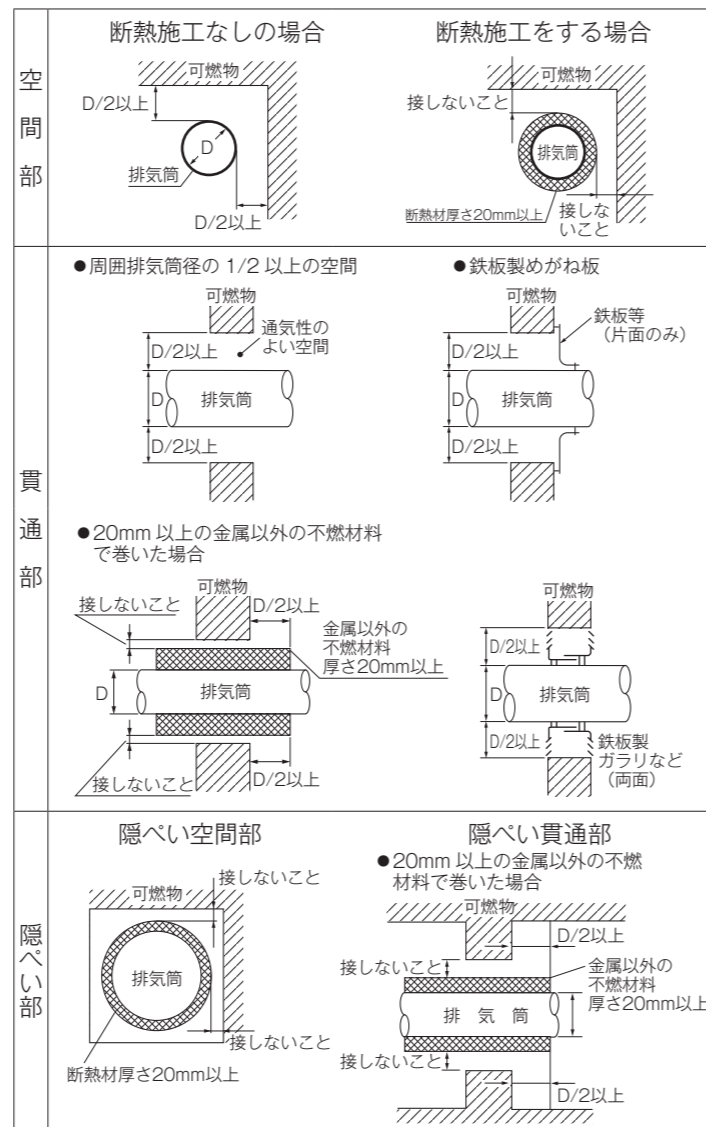 空間部
断熱施工なしの場合
可燃物
D/2以上
D
排気筒
D/2以上
断熱施工をする場合
可燃物
接しないこと
排気筒
断熱材厚さ20mm以上
接しな
いこと
貫通部
●周囲排気筒径の 1/2 以上の空間
可燃物
D/2以上
通気性の
よい空間
D
排気筒
D/2以上
●鉄板製めがね板
可燃物
鉄板等
(片面のみ)
D/2以上
D
排気筒
D/2以上
●20mm 以上の金属以外の不燃材料
で巻いた場合
可燃物
接しないこと
D/2以上
金属以外の
不燃材料
厚さ20mm以上
D
排気筒
接しないこと
D/2以上
可燃物
D/2以上
D
排気筒
D/2以上
鉄板製
ガラリなど
(両面)
隠ぺい部
隠ぺい空間部
接しないこと
可燃物
排気筒
接しないこと
断熱材厚さ20mm以上
隠ぺい貫通部
●20mm 以上の金属以外の不燃
材料で巻いた場合
可燃物
D/2以上
接しないこと
金属以外の
不燃材料
厚さ20mm以上
排気筒
接しないこと
D/2以上